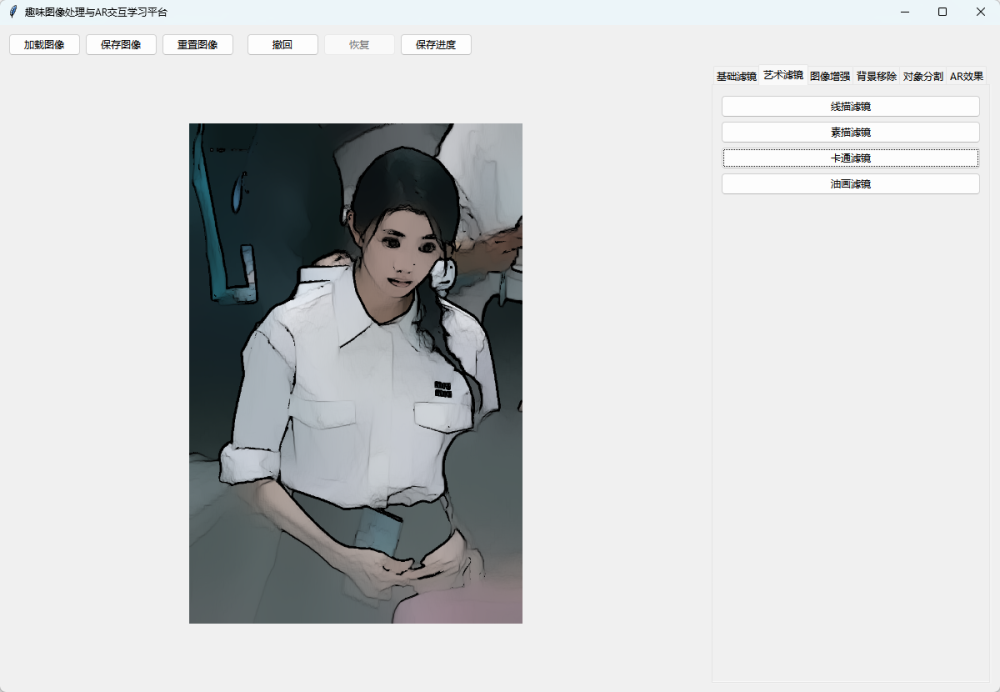 趣味图像处理与AR交互学习平台
加载图像 保存图像 重置图像 撤回 恢复 保存进度
基础滤镜 艺术滤镜 图像增强 背景移除 对象分割 AR效果
线描滤镜
素描滤镜
卡通滤镜
油画滤镜